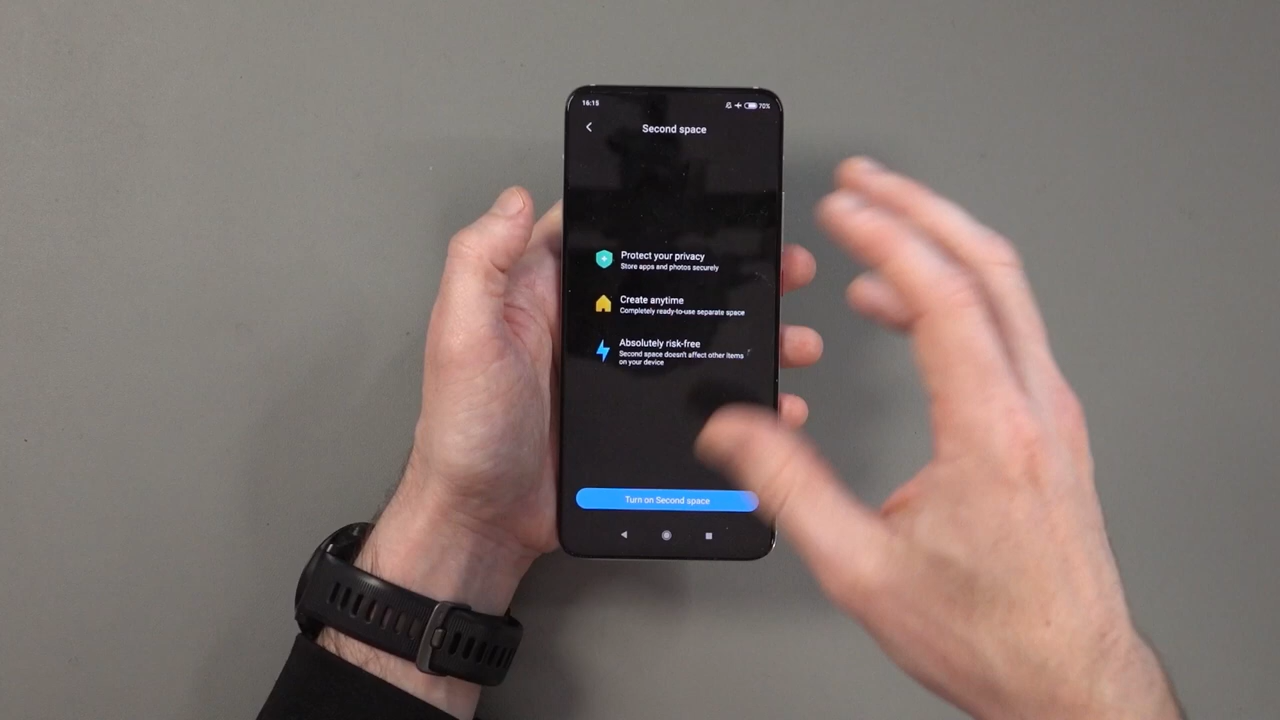 16:15
70%
Second space
Protect your privacy
Store apps and photos securely
Create anytime
Completely ready-to-use separate space
Absolutely risk-free
Second space doesn't affect other items
on your device
Turn on Second space